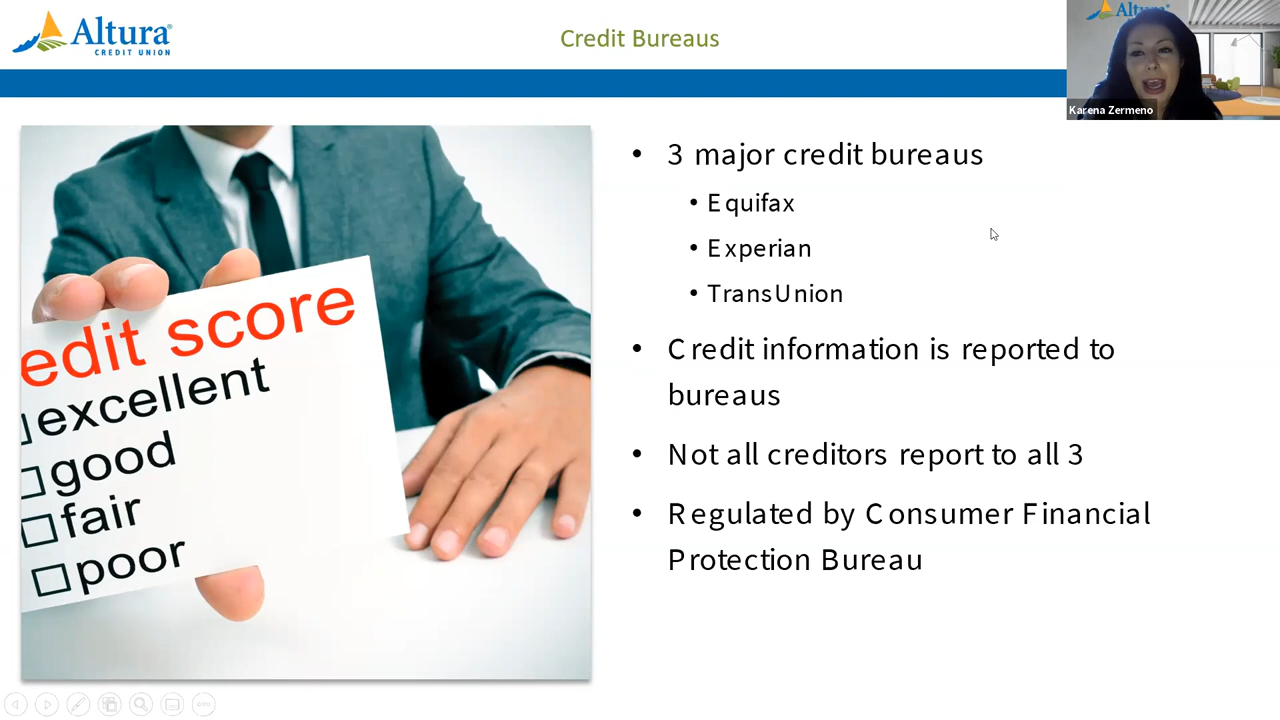 Altura
CREDIT UNION
Credit Bureaus
Altura
Karena Zermeno
edit score
excellent
good
fair
poor
• 3 major credit bureaus
• Equifax
• Experian
• TransUnion
• Credit information is reported to
bureaus
• Not all creditors report to all 3
• Regulated by Consumer Financial
Protection Bureau